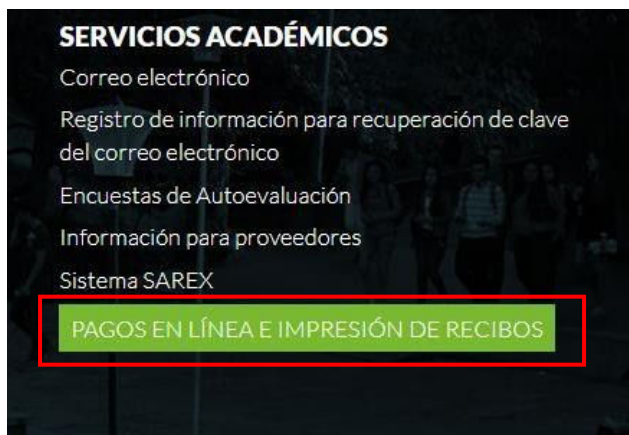 SERVICIOS ACADÉMICOS
Correo electrónico
Registro de información para recuperación de clave
del correo electrónico
Encuestas de Autoevaluación
Información para proveedores
Sistema SAREX
PAGOS EN LÍNEA E IMPRESIÓN DE RECIBOS